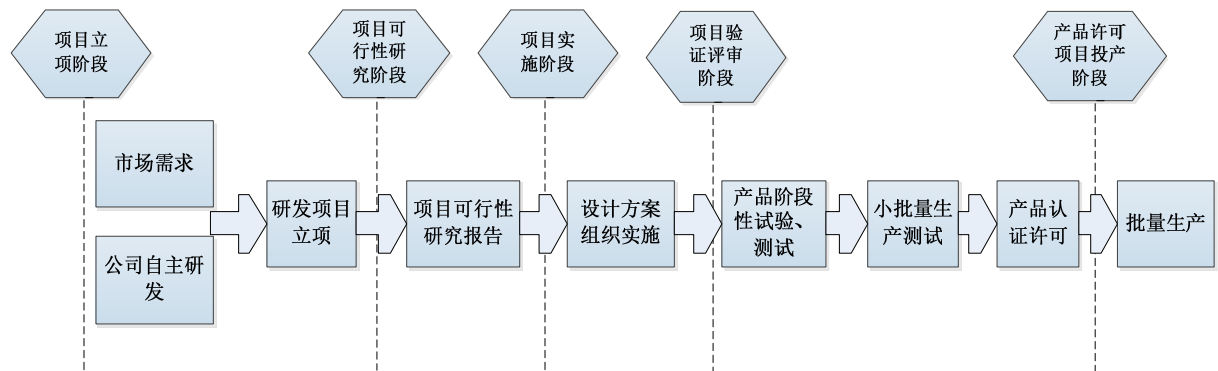 项目立
项阶段
项目可
行性研
究阶段
项目实
施阶段
项目验
证评审
阶段
产品许可
项目投产
阶段
市场需求
公司自主研
发
研发项目
立项
项目可行性
研究报告
设计方案
组织实施
产品阶段
性试验、
测试
小批量生
产测试
产品认
证许可
批量生产